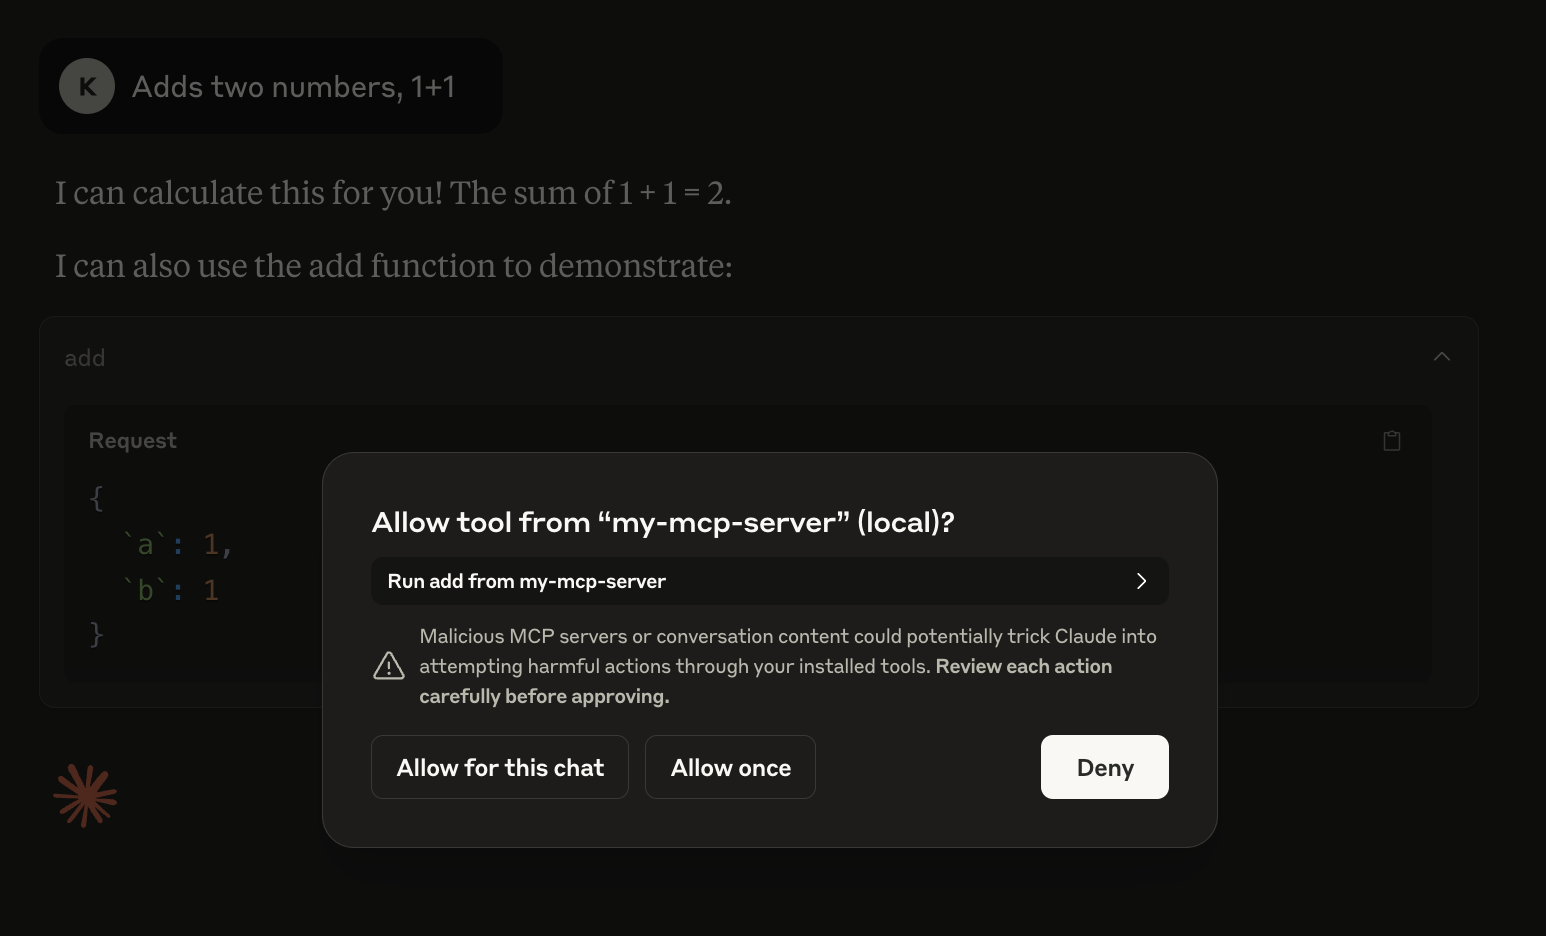 K
Adds two numbers, 1+1
I can calculate this for you! The sum of 1 + 1 = 2.
I can also use the add function to demonstrate:
add
Request
{
`a`: 1,
`b`: 1
}
Allow tool from “my-mcp-server” (local)?
Run add from my-mcp-server
Malicious MCP servers or conversation content could potentially trick Claude into
attempting harmful actions through your installed tools. Review each action
carefully before approving.
Allow for this chat
Allow once
Deny